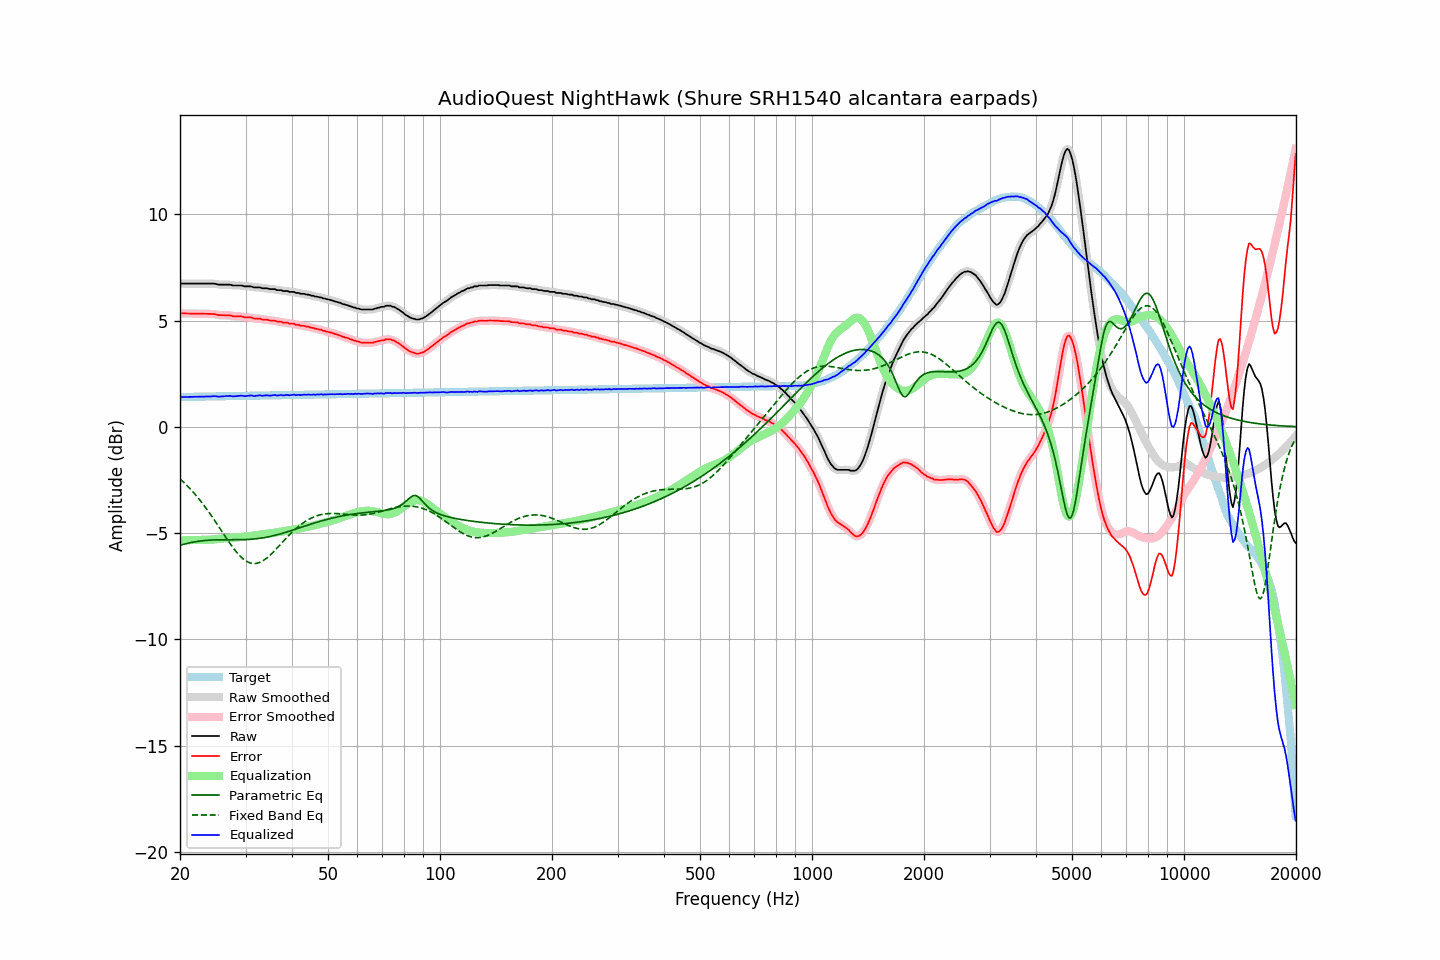 AudioQuest NightHawk (Shure SRH1540 alcantara earpads)
Amplitude (dBr)
10
5
0
−5
−10
−15
−20
Target
Raw Smoothed
Error Smoothed
Raw
Error
Equalization
Parametric Eq
Fixed Band Eq
Equalized
20
50
100
200
500
1000
2000
5000
10000
20000
Frequency (Hz)